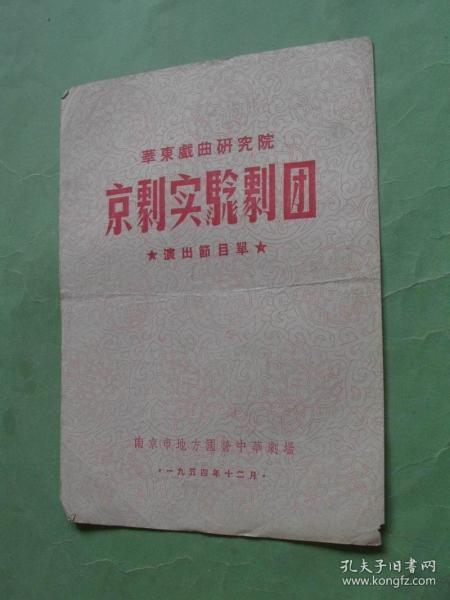 華東戲曲研究院
京劇实驗劇团
★演出節目單★
南京市地方國營中華劇場
·一九五四年十二月·
孔夫子旧书网
www.kongfz.com